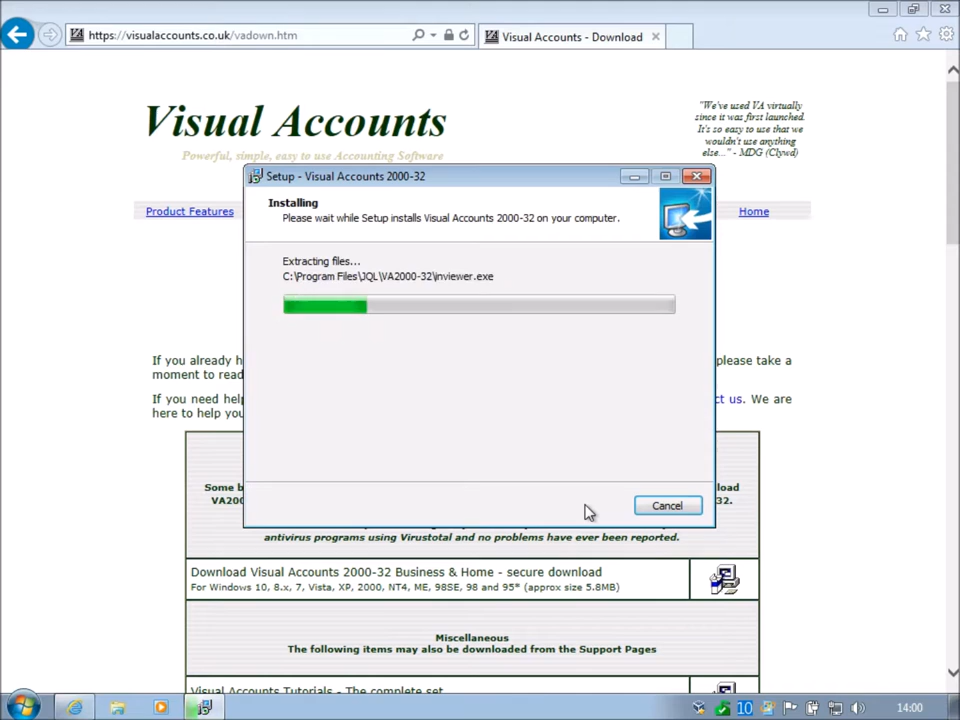 https://visualaccounts.co.uk/vadown.htm
Visual Accounts - Download
Visual Accounts
Powerful, simple, easy to use Accounting Software
"We've used VA virtually
since it was first launched.
It's so easy to use that we
wouldn't use anything
else..." - MDG (Clywd)
Setup - Visual Accounts 2000-32
Installing
Please wait while Setup installs Visual Accounts 2000-32 on your computer.
Product Features
Home
Extracting files...
C:\Program Files\JQL\VA2000-32\inviewer.exe
If you already h
please take a
moment to read
If you need help
ct us. We are
here to help you
Some b
load
VA200
32.
Cancel
antivirus programs using Virustotal and no problems have ever been reported.
Download Visual Accounts 2000-32 Business & Home - secure download
For Windows 10, 8.x, 7, Vista, XP, 2000, NT4, ME, 98SE, 98 and 95* (approx size 5.8MB)
Miscellaneous
The following items may also be downloaded from the Support Pages
Visual Accounts Tutorials - The complete set
10
14:00